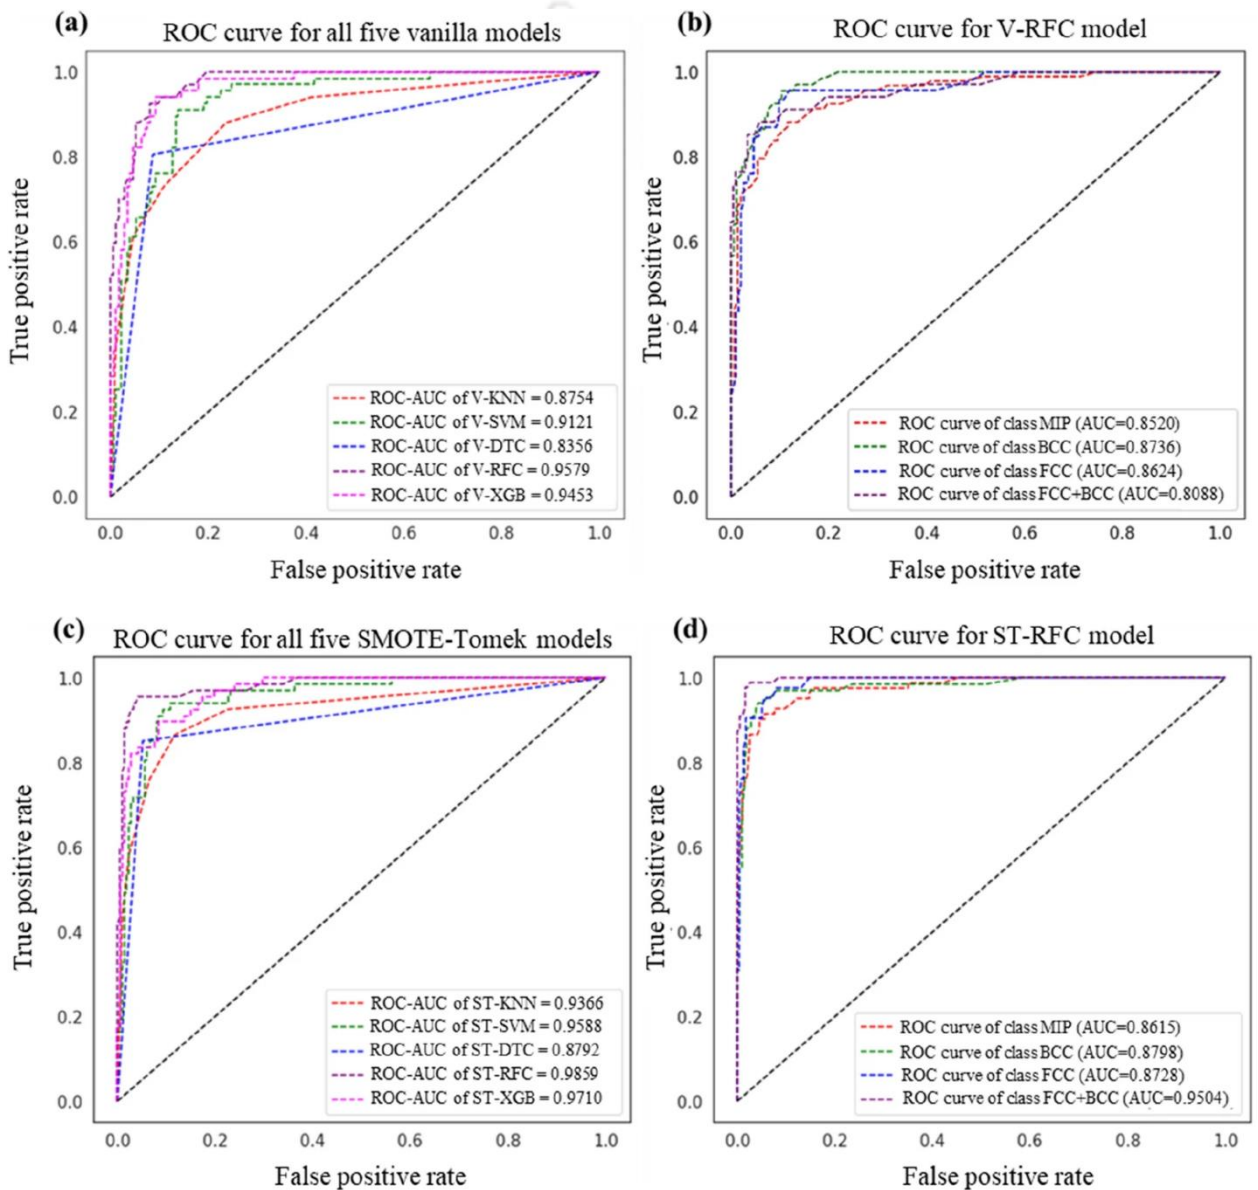 (a)
ROC curve for all five vanilla models
1.0
0.8
0.6
0.4
0.2
0.0
True positive rate
ROC-AUC of V-KNN = 0.8754
ROC-AUC of V-SVM = 0.9121
ROC-AUC of V-DTC = 0.8356
ROC-AUC of V-RFC = 0.9579
ROC-AUC of V-XGB = 0.9453
0.0 0.2 0.4 0.6 0.8 1.0
False positive rate
(b)
ROC curve for V-RFC model
1.0
0.8
0.6
0.4
0.2
0.0
True positive rate
ROC curve of class MIP (AUC=0.8520)
ROC curve of class BCC (AUC=0.8736)
ROC curve of class FCC (AUC=0.8624)
ROC curve of class FCC+BCC (AUC=0.8088)
0.0 0.2 0.4 0.6 0.8 1.0
False positive rate
(c)
ROC curve for all five SMOTE-Tomek models
1.0
0.8
0.6
0.4
0.2
0.0
True positive rate
ROC-AUC of ST-KNN = 0.9366
ROC-AUC of ST-SVM = 0.9588
ROC-AUC of ST-DTC = 0.8792
ROC-AUC of ST-RFC = 0.9859
ROC-AUC of ST-XGB = 0.9710
0.0 0.2 0.4 0.6 0.8 1.0
False positive rate
(d)
ROC curve for ST-RFC model
1.0
0.8
0.6
0.4
0.2
0.0
True positive rate
ROC curve of class MIP (AUC=0.8615)
ROC curve of class BCC (AUC=0.8798)
ROC curve of class FCC (AUC=0.8728)
ROC curve of class FCC+BCC (AUC=0.9504)
0.0 0.2 0.4 0.6 0.8 1.0
False positive rate